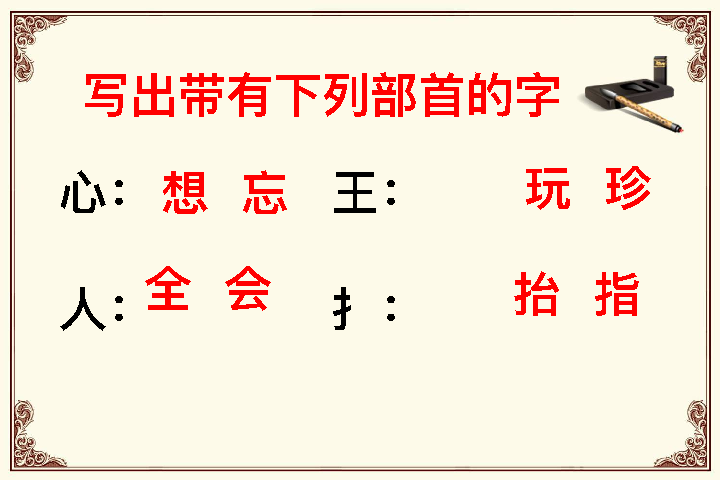 写出带有下列部首的字
心： 想 忘 王： 玩 珍
人： 全 会 扌： 抬 指